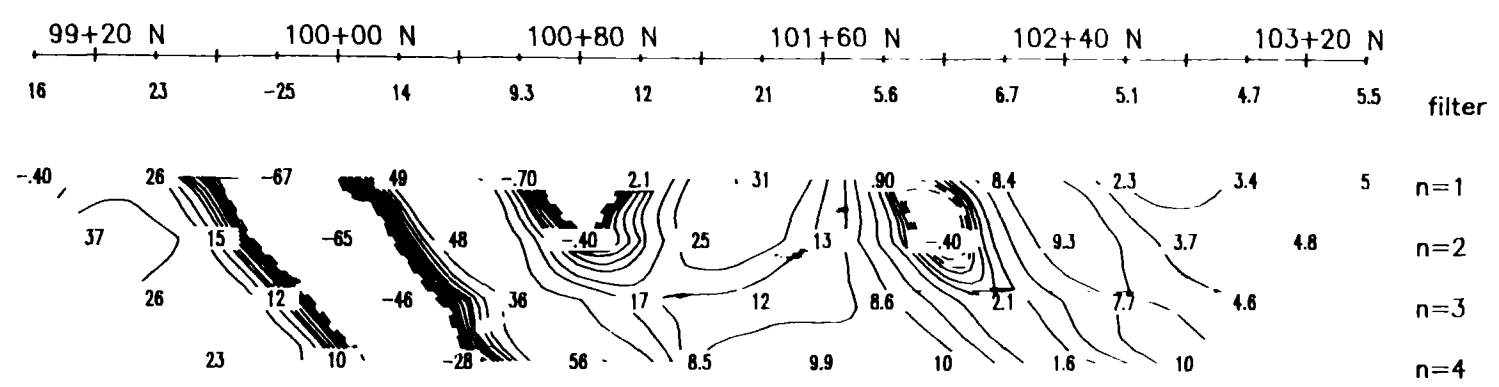 99+20 N 100+00 N 100+80 N 101+60 N 102+40 N 103+20 N
16 23 -25 14 9.3 12 21 5.6 6.7 5.1 4.7 5.5 filter
-.40 26 -67 49 -.70 2.1 31 .90 8.4 2.3 3.4 5 n=1
37 15 -65 48 -.40 25 13 -.40 9.3 3.7 4.8 n=2
26 12 -46 36 17 12 8.6 2.1 7.7 4.6 n=3
23 10 -28 56 8.5 9.9 10 1.6 10 n=4